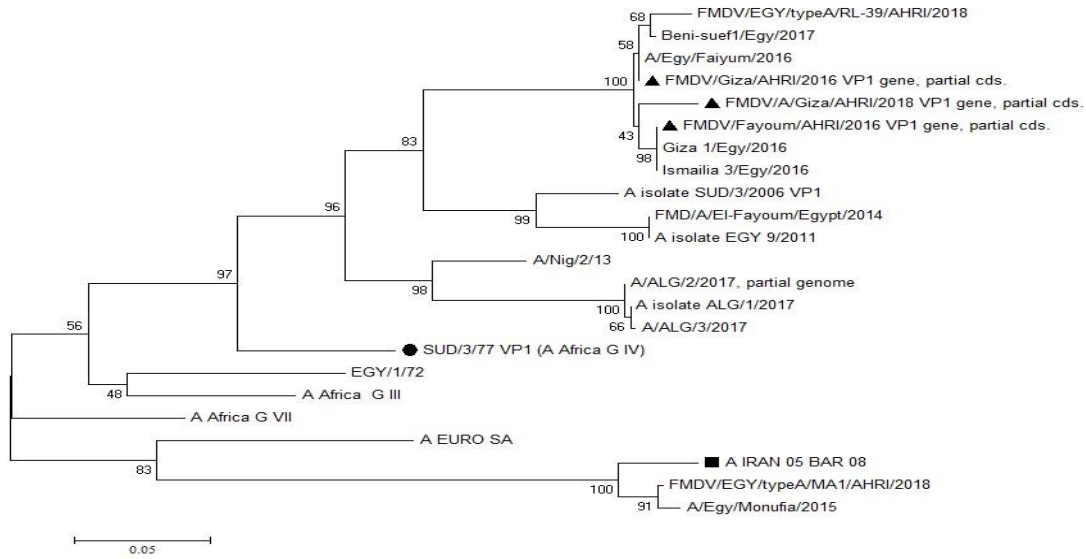 68
FMDV/EGY/typeA/RL-39/AHRI/2018
Beni-suef1/Egy/2017
58
A/Egy/Faiyum/2016
100
FMDV/Giza/AHRI/2016 VP1 gene, partial cds.
FMDV/A/Giza/AHRI/2018 VP1 gene, partial cds.
43
FMDV/Fayoum/AHRI/2016 VP1 gene, partial cds.
83
Giza 1/Egy/2016
98
Ismailia 3/Egy/2016
A isolate SUD/3/2006 VP1
96
99
FMD/A/El-Fayoum/Egypt/2014
100
A isolate EGY 9/2011
A/Nig/2/13
97
98
A/ALG/2/2017, partial genome
100
A isolate ALG/1/2017
66
A/ALG/3/2017
56
SUD/3/77 VP1 (A Africa G IV)
EGY/1/72
48
A Africa G III
A Africa G VII
A EURO SA
83
A IRAN 05 BAR 08
100
FMDV/EGY/typeA/MA1/AHRI/2018
91
A/Egy/Monufia/2015
0.05